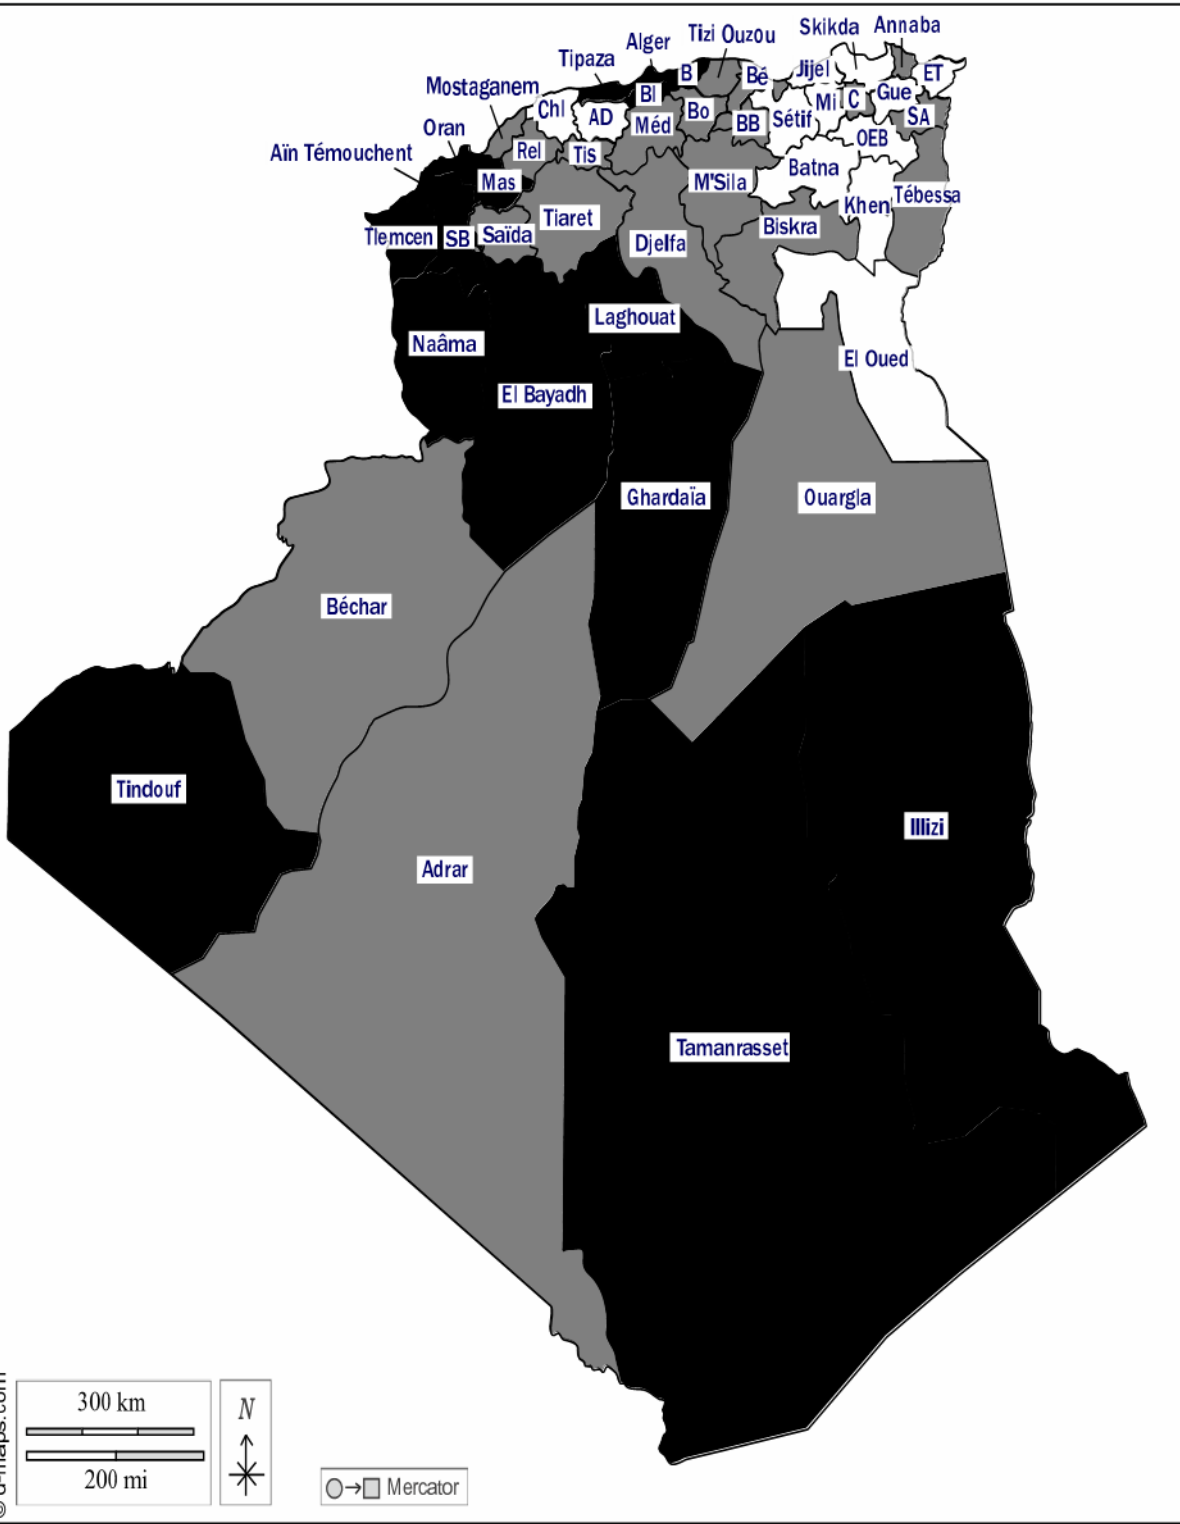 Skikda
Annaba
Tizi Ouzou
Alger
Tipaza
Mostaganem
Oran
Aïn Témouchent
B
Bé
Jijel
ET
Bl
Chl
AD
Méd
Bo
BB
Sétif
Mi
C
Gue
SA
OEB
Rel
Tis
Mas
M'Sila
Batna
Khen
Tébessa
Tlemcen
SB
Saïda
Tiaret
Djelfa
Biskra
Laghouat
Naâma
El Oued
El Bayadh
Ghardaïa
Ouargla
Béchar
Tindouf
Illizi
Adrar
Tamanrasset
300 km
200 mi
N
Mercator
© d-maps.com